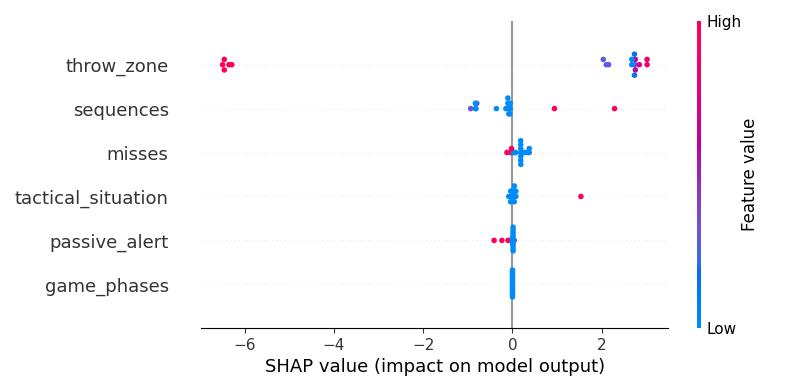 High
throw_zone
sequences
misses
tactical_situation
passive_alert
game_phases
Feature value
Low
−6 −4 −2 0 2
SHAP value (impact on model output)